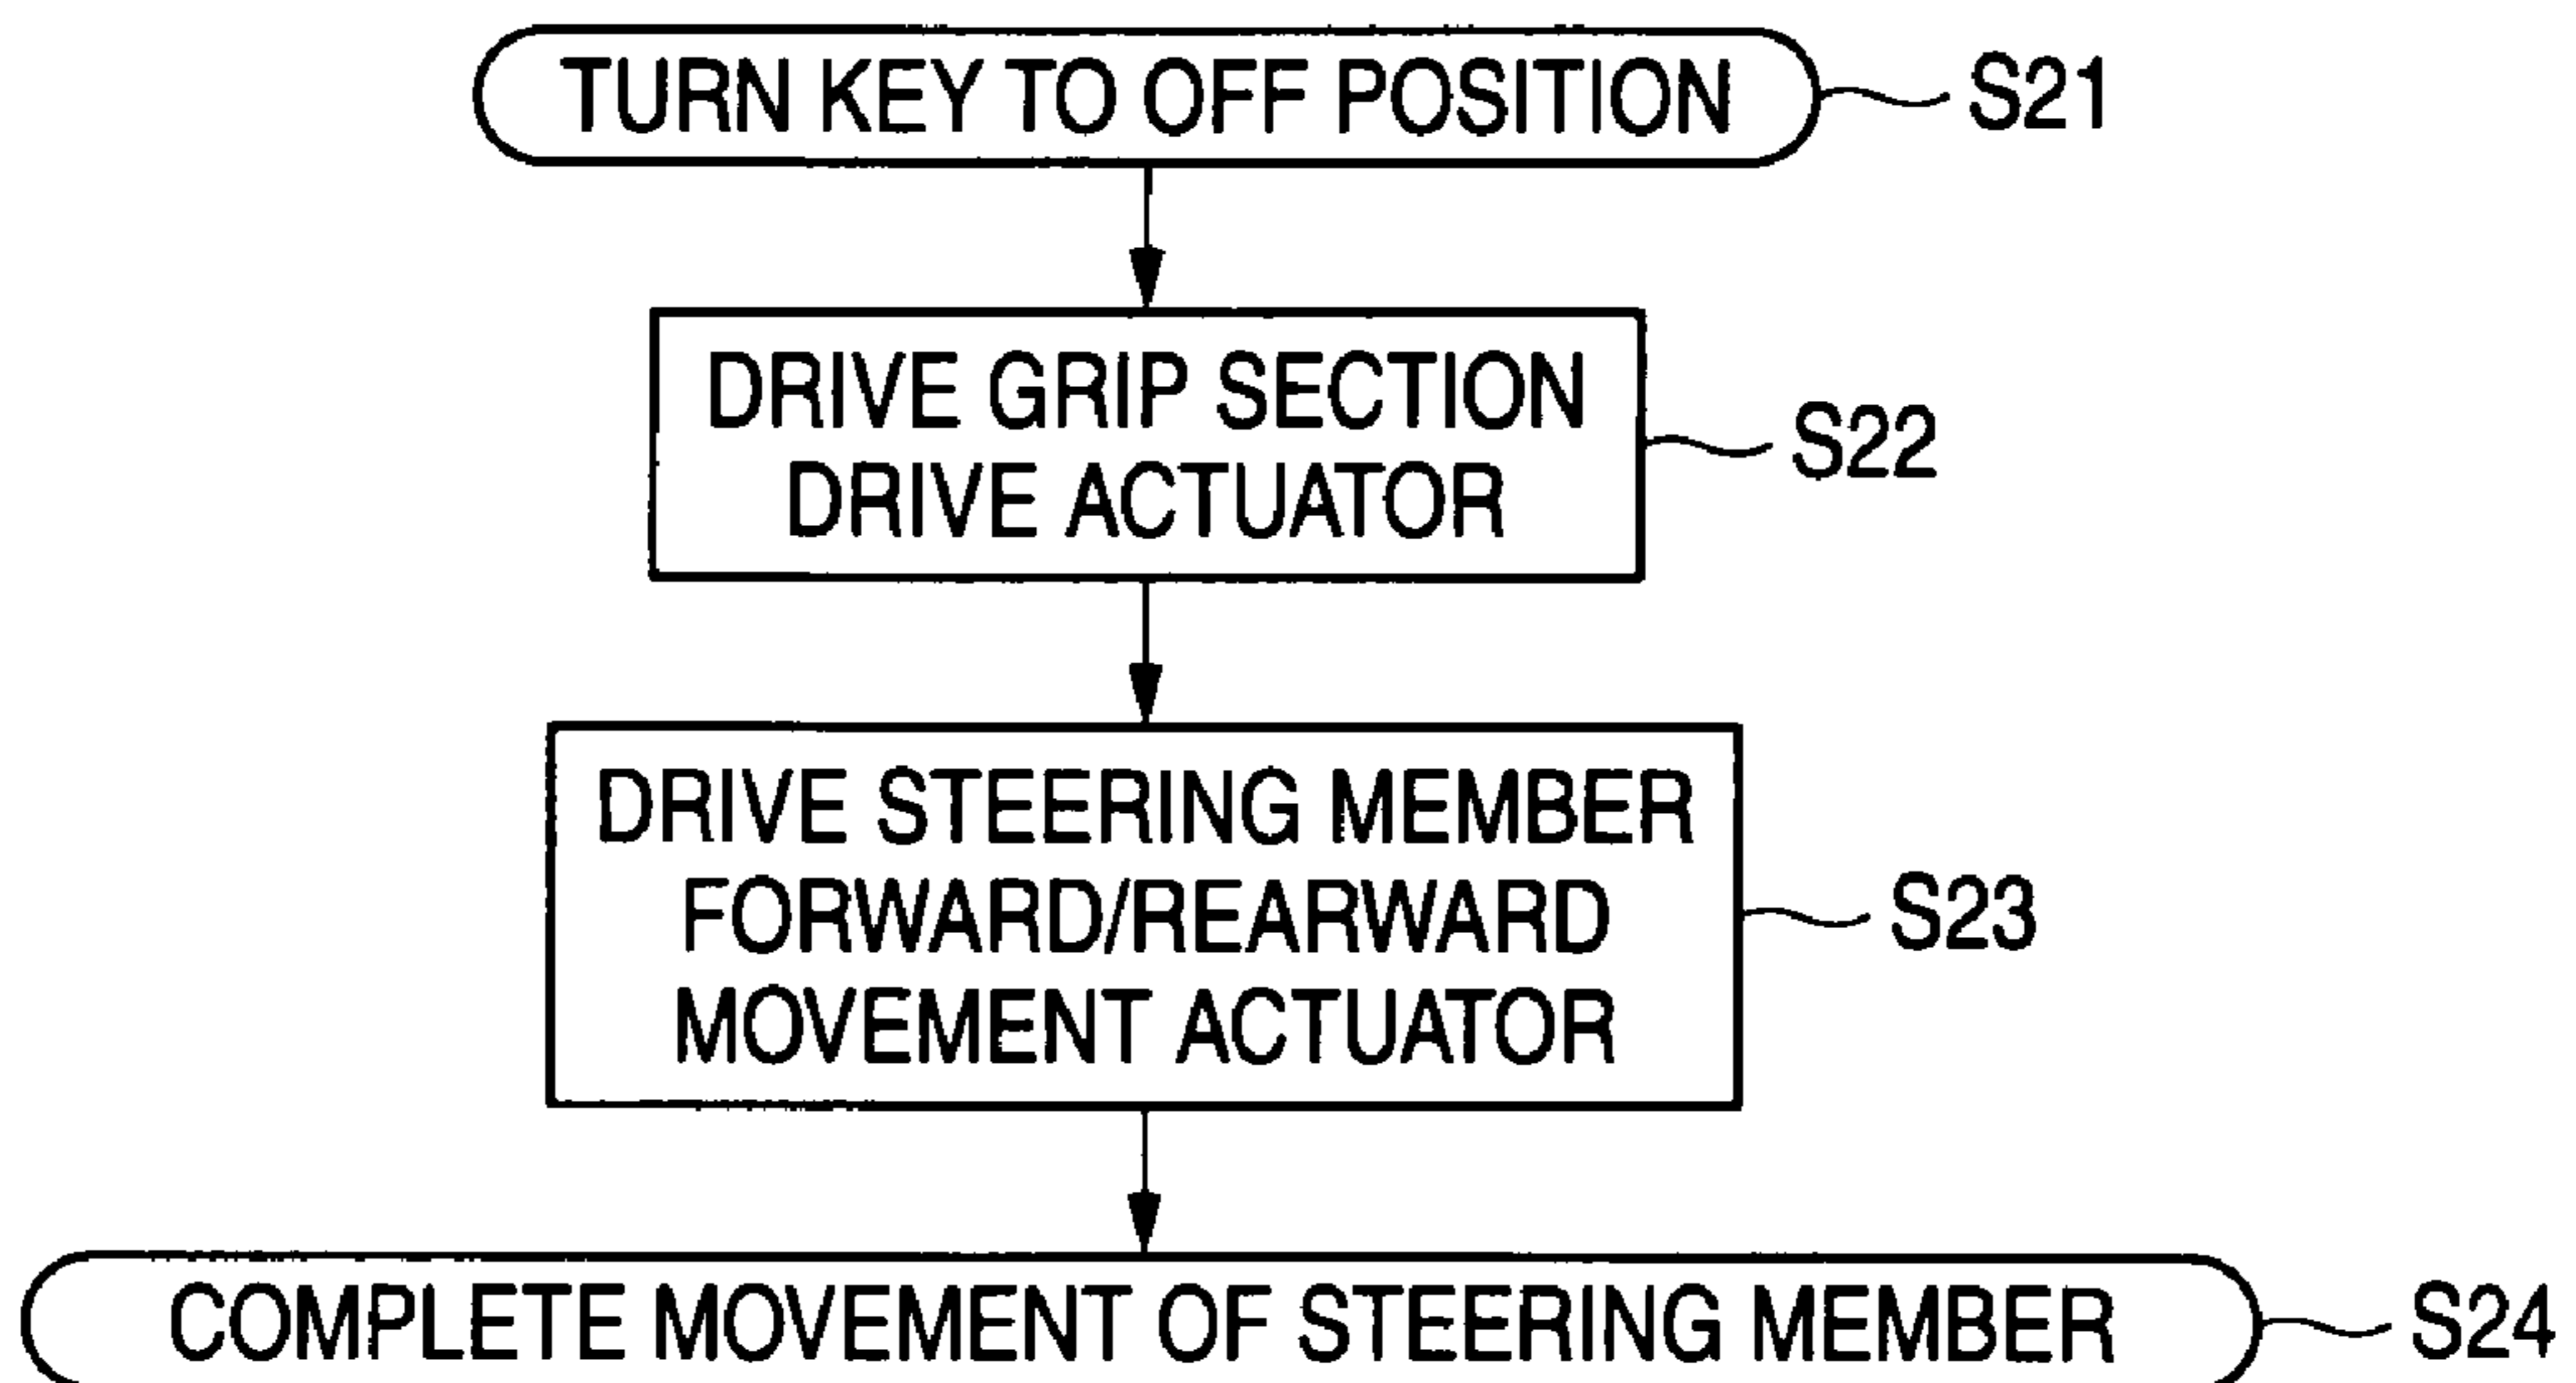 TURN KEY TO OFF POSITION
S21
DRIVE GRIP SECTION
DRIVE ACTUATOR
S22
DRIVE STEERING MEMBER
FORWARD/REARWARD
MOVEMENT ACTUATOR
S23
COMPLETE MOVEMENT OF STEERING MEMBER
S24